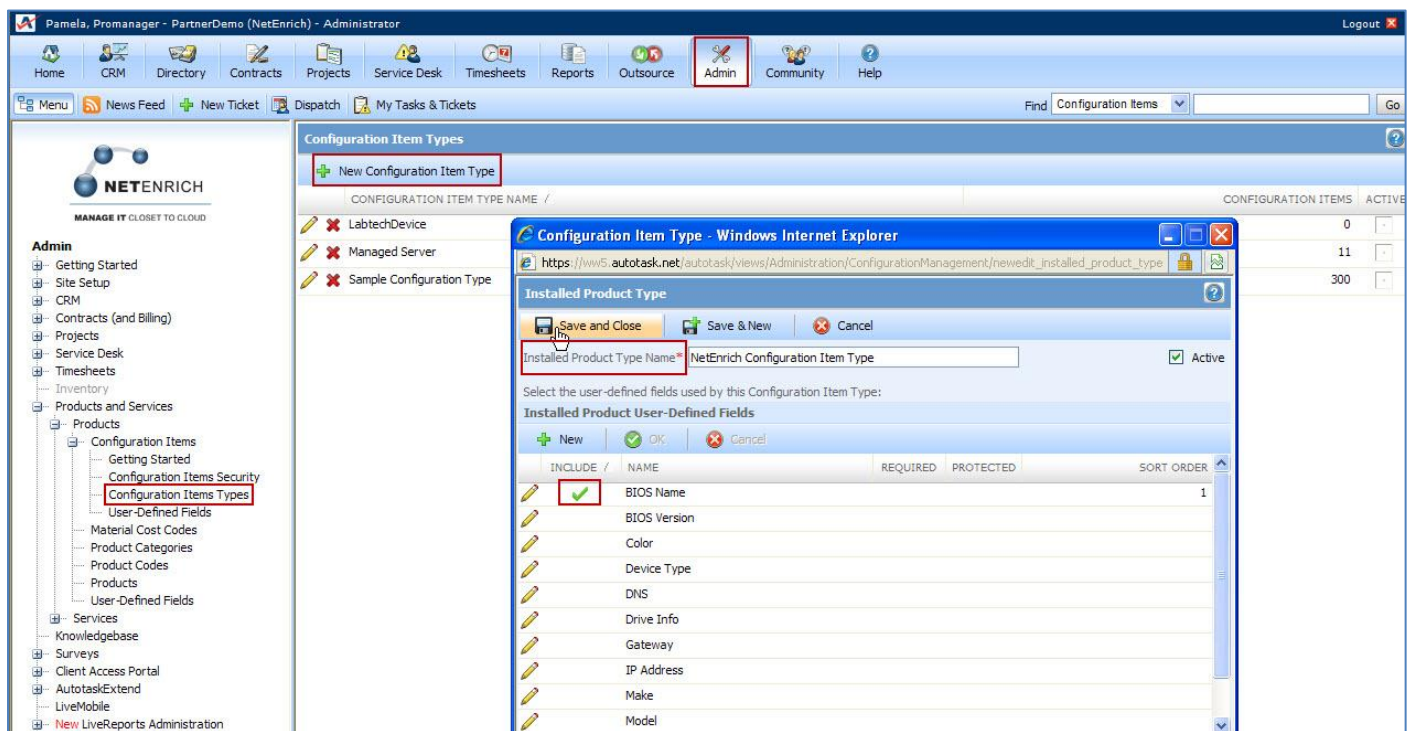 Pamela, Promanager - PartnerDemo (NetEnrich) - Administrator
Logout
Home CRM Directory Contracts Projects Service Desk Timesheets Reports Outsource Admin Community Help
Menu News Feed New Ticket Dispatch My Tasks & Tickets Find Configuration Items Go
NETENRICH
MANAGE IT CLOSET TO CLOUD
Admin
Getting Started
Site Setup
CRM
Contracts (and Billing)
Projects
Service Desk
Timesheets
Inventory
Products and Services
Products
Configuration Items
Getting Started
Configuration Items Security
Configuration Items Types
User-Defined Fields
Material Cost Codes
Product Categories
Product Codes
Products
User-Defined Fields
Services
Knowledgebase
Surveys
Client Access Portal
AutotaskExtend
LiveMobile
New LiveReports Administration
Configuration Item Types
New Configuration Item Type
CONFIGURATION ITEM TYPE NAME / CONFIGURATION ITEMS ACTIVE
LabtechDevice 0
Managed Server 11
Sample Configuration Type 300
Configuration Item Type - Windows Internet Explorer
https://ww5.autotask.net/autotask/views/Administration/ConfigurationManagement/newedit_installed_product_type
Installed Product Type
Save and Close Save & New Cancel
Installed Product Type Name* NetEnrich Configuration Item Type Active
Select the user-defined fields used by this Configuration Item Type:
Installed Product User-Defined Fields
New OK Cancel
INCLUDE / NAME REQUIRED PROTECTED SORT ORDER
BIOS Name 1
BIOS Version
Color
Device Type
DNS
Drive Info
Gateway
IP Address
Make
Model